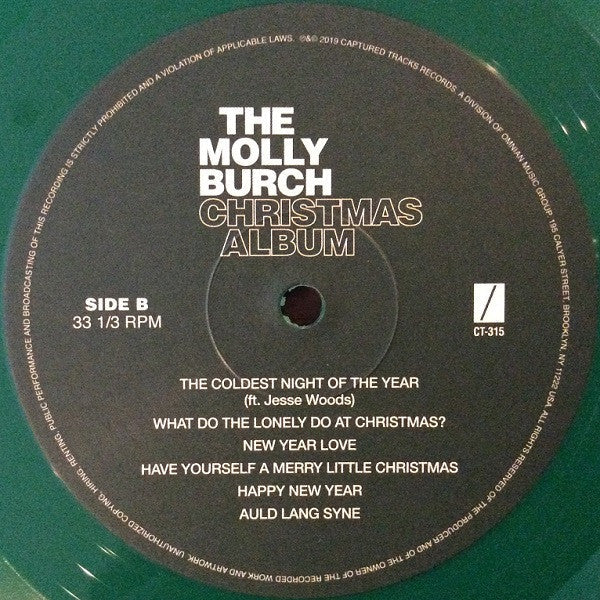 THE
MOLLY
BURCH
CHRISTMAS
ALBUM
SIDE B
33 1/3 RPM
CT-315
THE COLDEST NIGHT OF THE YEAR
(ft. Jesse Woods)
WHAT DO THE LONELY DO AT CHRISTMAS?
NEW YEAR LOVE
HAVE YOURSELF A MERRY LITTLE CHRISTMAS
HAPPY NEW YEAR
AULD LANG SYNE
UNAUTHORIZED COPYING, HIRING, RENTING, PUBLIC PERFORMANCE AND BROADCASTING OF THIS RECORDING IS STRICTLY PROHIBITED AND A VIOLATION OF APPLICABLE LAWS. ℗&© 2019 CAPTURED TRACKS RECORDS, A DIVISION OF OMNIAN MUSIC GROUP. 195 CALYER STREET, BROOKLYN, NY 11222 USA. ALL RIGHTS RESERVED OF THE PRODUCER AND OF THE OWNER OF THE RECORDED WORK AND ARTWORK.